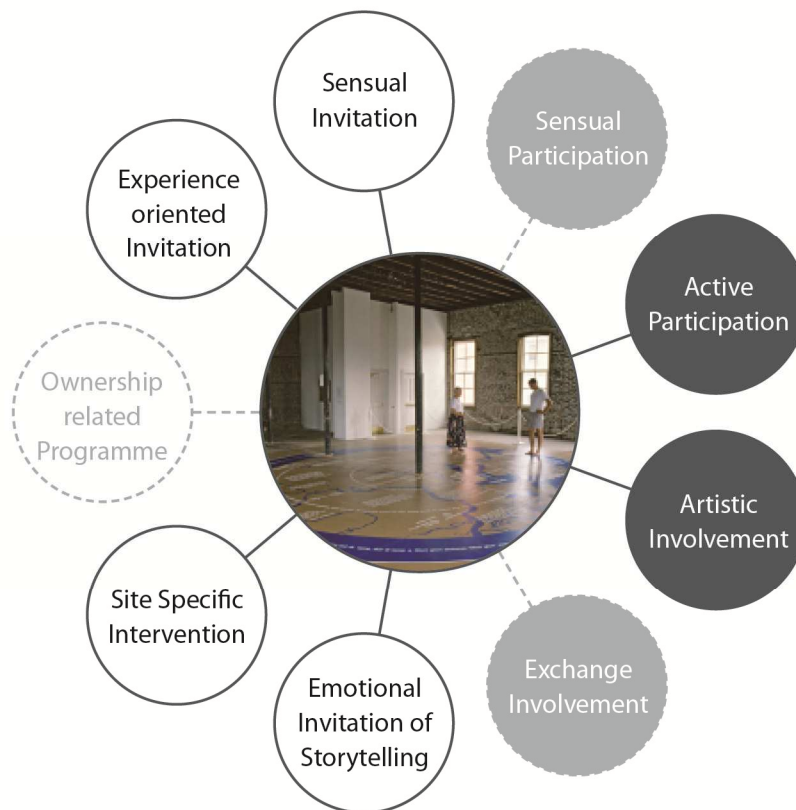 Sensual
Invitation
Sensual
Participation
Experience
oriented
Invitation
Active
Participation
Ownership
related
Programme
Artistic
Involvement
Site Specific
Intervention
Emotional
Invitation of
Storytelling
Exchange
Involvement